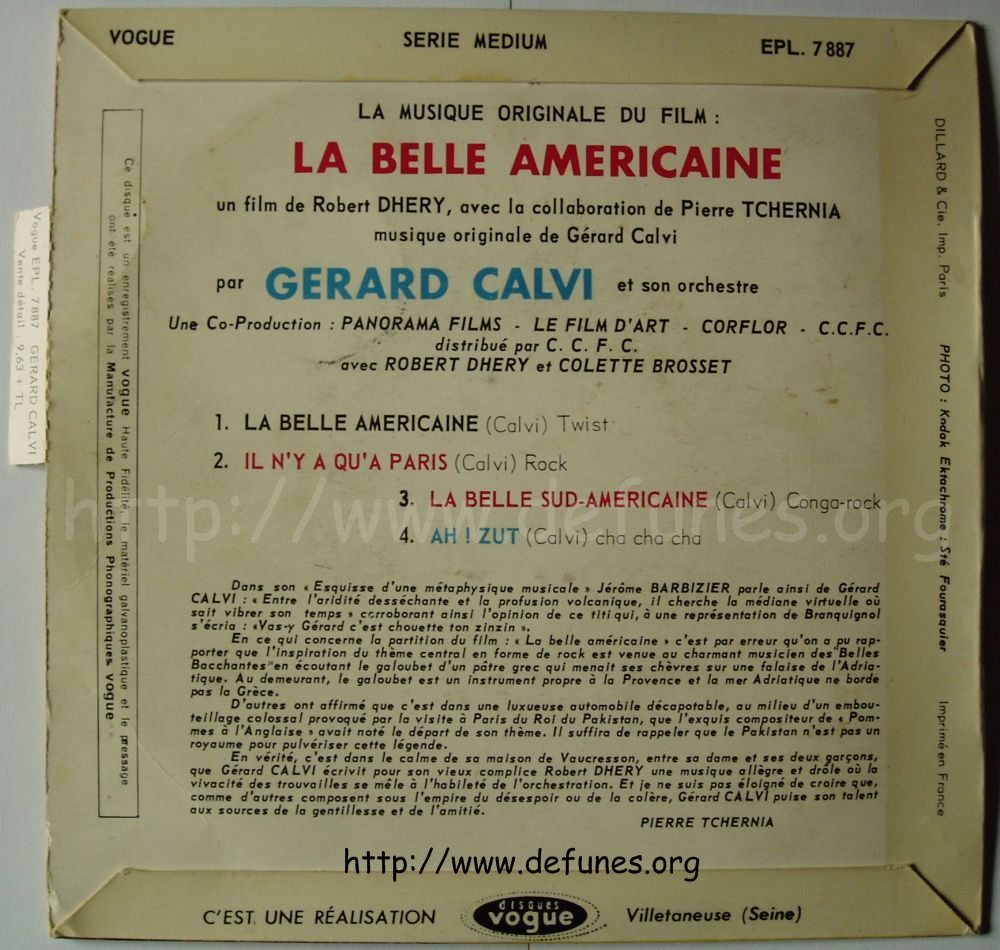 VOGUE
SERIE MEDIUM
EPL. 7 887
LA MUSIQUE ORIGINALE DU FILM :
LA BELLE AMERICAINE
un film de Robert DHERY, avec la collaboration de Pierre TCHERNIA
musique originale de Gérard Calvi
par GERARD CALVI et son orchestre
Une Co-Production : PANORAMA FILMS - LE FILM D'ART - CORFLOR - C.C.F.C.
distribué par C. C. F. C.
avec ROBERT DHERY et COLETTE BROSSET
1. LA BELLE AMERICAINE (Calvi) Twist
2. IL N'Y A QU'A PARIS (Calvi) Rock
3. LA BELLE SUD-AMERICAINE (Calvi) Conga-rock
4. AH ! ZUT (Calvi) cha cha cha
http://www.defunes.org
Dans son « Esquisse d'une métaphysique musicale » Jérôme BARBIZIER parle ainsi de Gérard
CALVI : « Entre l'aridité desséchante et la profusion volcanique, il cherche la médiane virtuelle où
sait vibrer son temps » corroborant ainsi l'opinion de ce titi qui, à une représentation de Branquignol
s'écria : «Vas-y Gérard c'est chouette ton zinzin ».
En ce qui concerne la partition du film : « La belle américaine » c'est par erreur qu'on a pu rap-
porter que l'inspiration du thème central en forme de rock est venue au charmant musicien des "Belles
Bacchantes" en écoutant le galoubet d'un pâtre grec qui menait ses chèvres sur une falaise de l'Adria-
tique. Au demeurant, le galoubet est un instrument propre à la Provence et la mer Adriatique ne borde
pas la Grèce.
D'autres ont affirmé que c'est dans une luxueuse automobile décapotable, au milieu d'un embou-
teillage colossal provoqué par la visite à Paris du Roi du Pakistan, que l'exquis compositeur de « Pom-
mes à l'Anglaise » avait noté le départ de son thème. Il suffira de rappeler que le Pakistan n'est pas un
royaume pour pulvériser cette légende.
En vérité, c'est dans le calme de sa maison de Vaucresson, entre sa dame et ses deux garçons,
que Gérard CALVI écrivit pour son vieux complice Robert DHERY une musique allègre et drôle où la
vivacité des trouvailles se mêle à l'habileté de l'orchestration. Et je ne suis pas éloigné de croire que,
comme d'autres composent sous l'empire du désespoir ou de la colère, Gérard CALVI puise son talent
aux sources de la gentillesse et de l'amitié.
PIERRE TCHERNIA
http://www.defunes.org
C'EST UNE RÉALISATION disques vogue Villetaneuse (Seine)
Vogue EPL. 7887 GERARD CALVI
Vente détail : 9,63 + TL
Ce disque est un enregistrement vogue Haute Fidélité, le matériel galvanoplastique et le pressage
ont été réalisés par la Manufacture de Productions Phonographiques vogue
DILLARD & Cie. Imp. Paris PHOTO : Kodak Ektachrome : Sté Fourasquier Imprimé en France